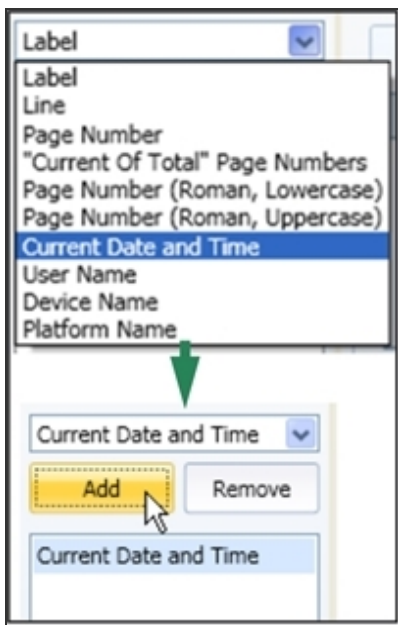 Label
Label
Line
Page Number
"Current Of Total" Page Numbers
Page Number (Roman, Lowercase)
Page Number (Roman, Uppercase)
Current Date and Time
User Name
Device Name
Platform Name
Current Date and Time
Add Remove
Current Date and Time